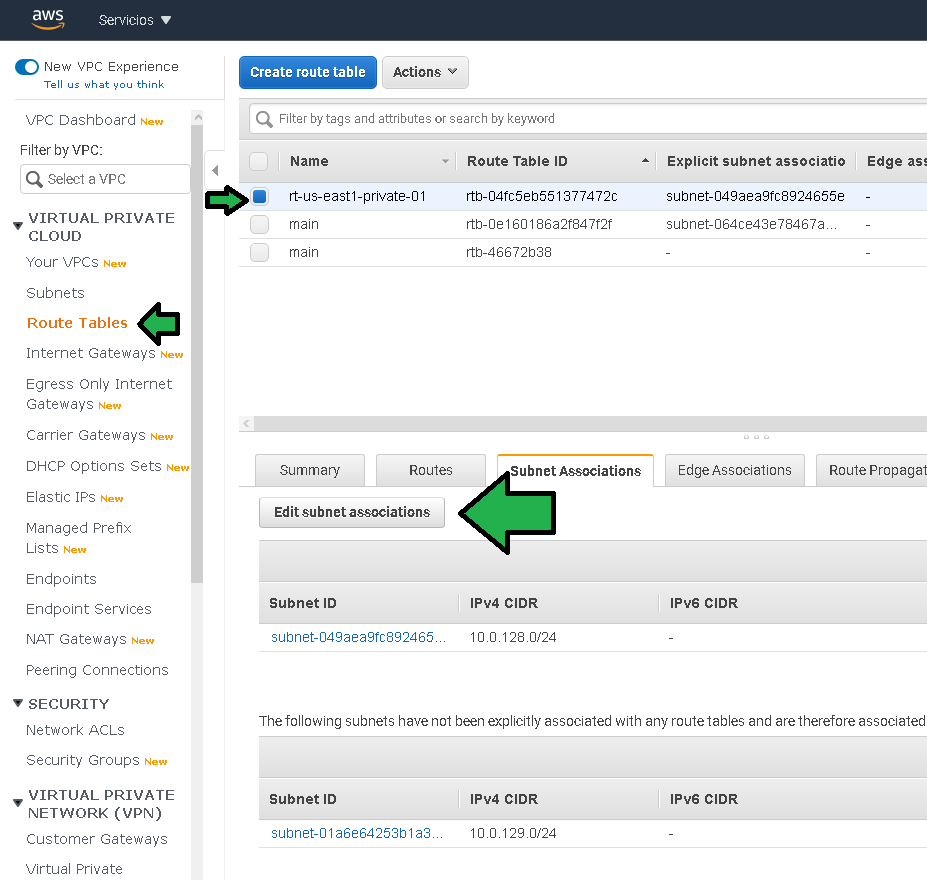 aws
Servicios
New VPC Experience
Tell us what you think
VPC Dashboard New
Filter by VPC:
Select a VPC
VIRTUAL PRIVATE
CLOUD
Your VPCs New
Subnets
Route Tables
Internet Gateways New
Egress Only Internet
Gateways New
Carrier Gateways New
DHCP Options Sets New
Elastic IPs New
Managed Prefix
Lists New
Endpoints
Endpoint Services
NAT Gateways New
Peering Connections
SECURITY
Network ACLs
Security Groups New
VIRTUAL PRIVATE
NETWORK (VPN)
Customer Gateways
Virtual Private
Create route table Actions
Filter by tags and attributes or search by keyword
Name Route Table ID Explicit subnet associatio Edge ass
rt-us-east1-private-01 rtb-04fc5eb551377472c subnet-049aea9fc8924655e -
main rtb-0e160186a2f847f2f subnet-064ce43e78467a... -
main rtb-46672b38 - -
Summary Routes Subnet Associations Edge Associations Route Propagat
Edit subnet associations
Subnet ID IPv4 CIDR IPv6 CIDR
subnet-049aea9fc892465... 10.0.128.0/24 -
The following subnets have not been explicitly associated with any route tables and are therefore associated
Subnet ID IPv4 CIDR IPv6 CIDR
subnet-01a6e64253b1a3... 10.0.129.0/24 -